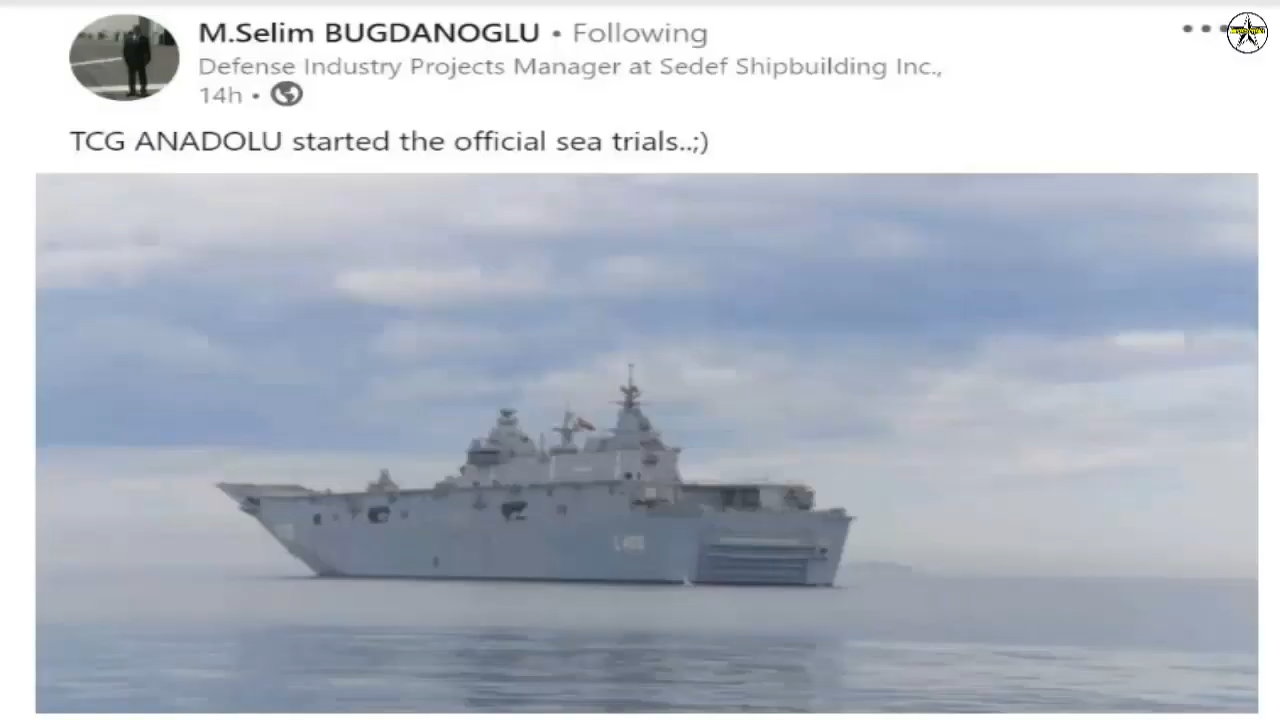 M.Selim BUGDANOGLU • Following
Defense Industry Projects Manager at Sedef Shipbuilding Inc.,
14h •
TCG ANADOLU started the official sea trials..;)